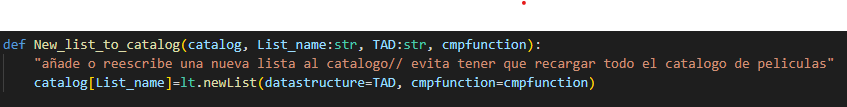 def New_list_to_catalog(catalog, List_name:str, TAD:str, cmpfunction):
"añade o reescribe una nueva lista al catalogo// evita tener que recargar todo el catalogo de peliculas"
catalog[List_name]=lt.newList(datastructure=TAD, cmpfunction=cmpfunction)